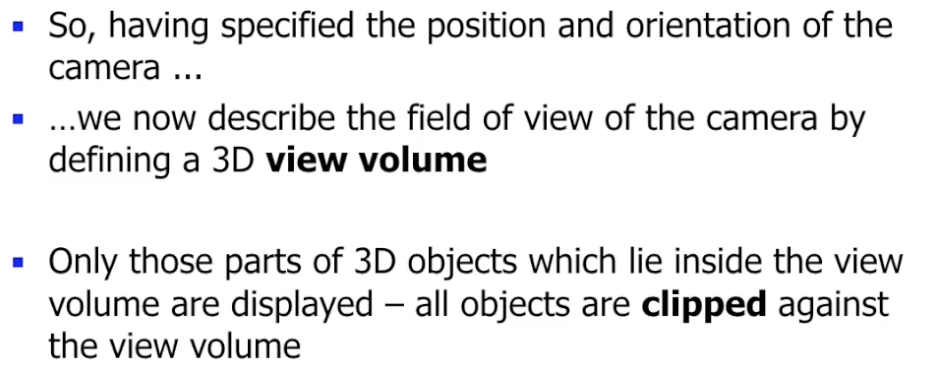 ▪ So, having specified the position and orientation of the
camera ...
▪ ...we now describe the field of view of the camera by
defining a 3D view volume
▪ Only those parts of 3D objects which lie inside the view
volume are displayed – all objects are clipped against
the view volume